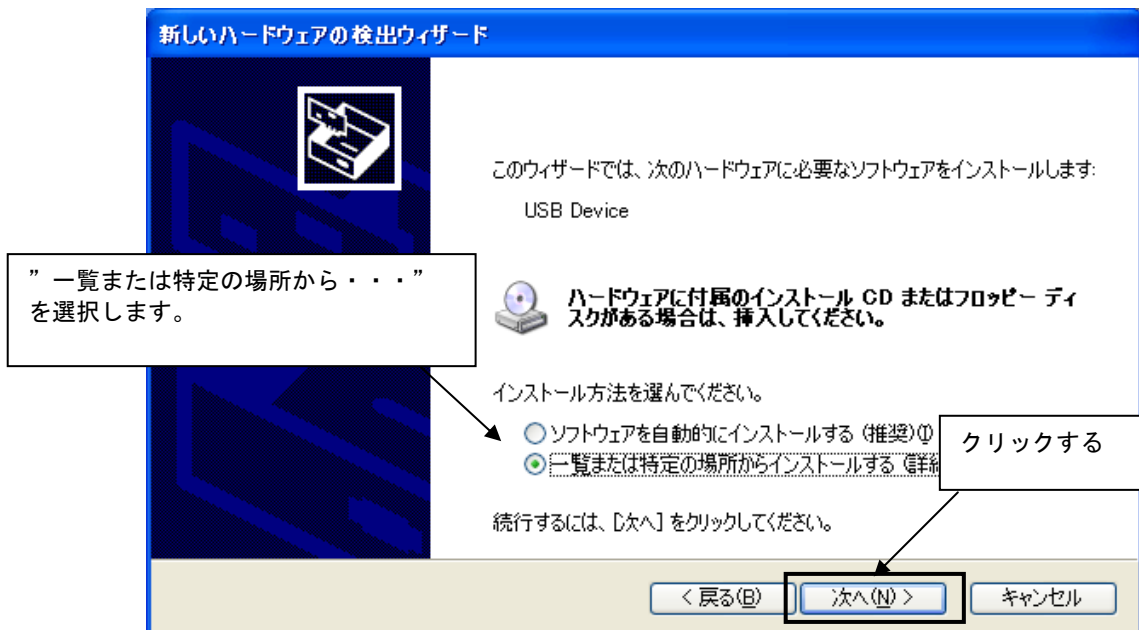 新しいハードウェアの検出ウィザード
このウィザードでは、次のハードウェアに必要なソフトウェアをインストールします:
USB Device
”一覧または特定の場所から・・・”
を選択します。
ハードウェアに付属のインストール CD またはフロッピー ディ
スクがある場合は、挿入してください。
インストール方法を選んでください。
ソフトウェアを自動的にインストールする (推奨)(I)
一覧または特定の場所からインストールする (詳細
クリックする
続行するには、[次へ] をクリックしてください。
< 戻る(B)
次へ(N) >
キャンセル